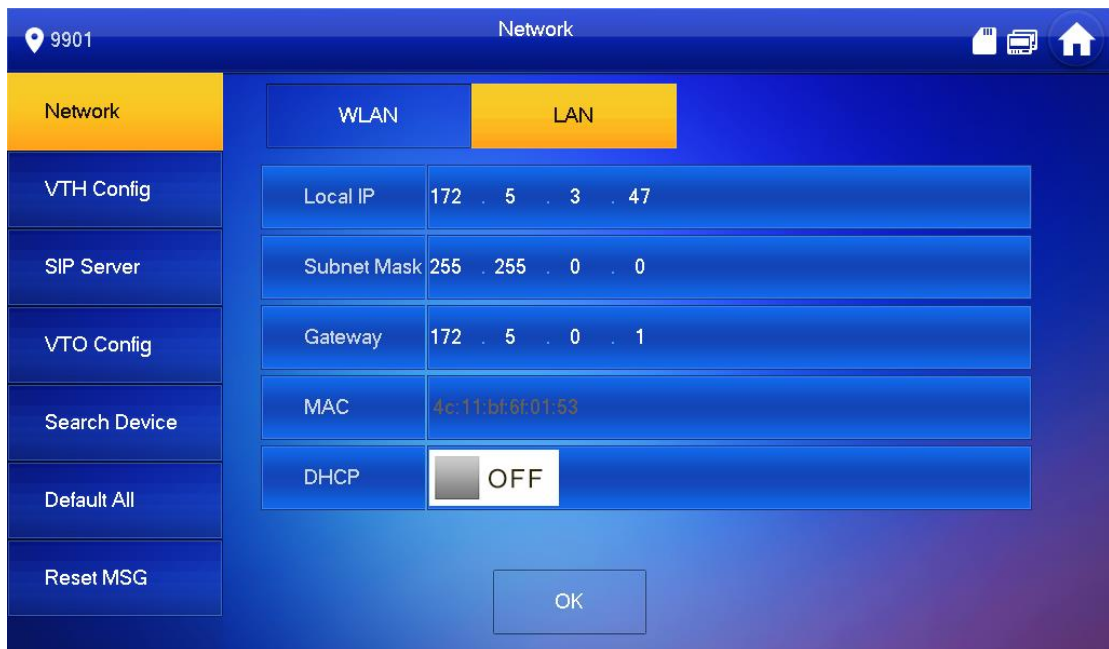 Network
9901
Network
WLAN LAN
VTH Config
Local IP 172 . 5 . 3 . 47
SIP Server
Subnet Mask 255 . 255 . 0 . 0
VTO Config
Gateway 172 . 5 . 0 . 1
Search Device
MAC 4c:11:bf:6f:01:53
Default All
DHCP OFF
Reset MSG
OK